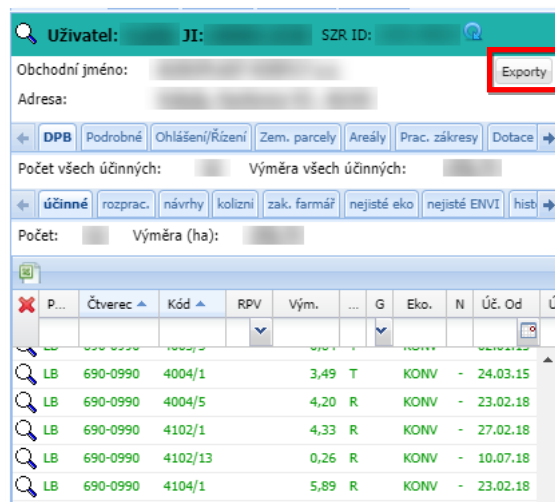 Uživatel: JI: SZR ID:
Obchodní jméno: Exporty
Adresa:
DPB Podrobné Ohlášení/Řízení Zem. parcely Areály Prac. zákresy Dotace
Počet všech účinných: Výměra všech účinných:
účinné rozprac. návrhy kolizní zak. farmář nejisté eko nejisté ENVI
Počet: Výměra (ha):
P... Čtverec Kód RPV Vým. ... G Eko. N Úč. Od
LB 690-0990 4004/1 3,49 T KONV - 24.03.15
LB 690-0990 4004/5 4,20 R KONV - 23.02.18
LB 690-0990 4102/1 4,33 R KONV - 27.02.18
LB 690-0990 4102/13 0,26 R KONV - 10.07.18
LB 690-0990 4104/1 5,89 R KONV - 23.02.18